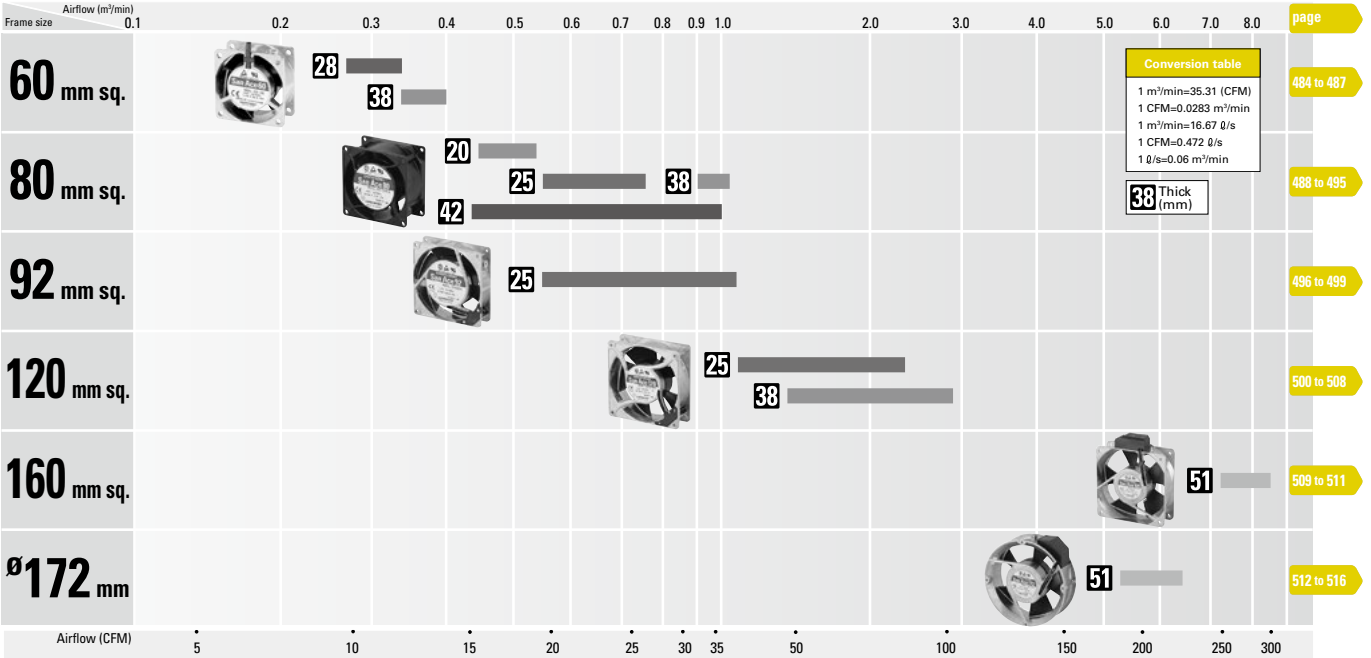 Airflow (m³/min)
Frame size
0.1 0.2 0.3 0.4 0.5 0.6 0.7 0.8 0.9 1.0 2.0 3.0 4.0 5.0 6.0 7.0 8.0
page
60 mm sq.
28
38
484 to 487
Conversion table
1 m³/min=35.31 (CFM)
1 CFM=0.0283 m³/min
1 m³/min=16.67 ℓ/s
1 CFM=0.472 ℓ/s
1 ℓ/s=0.06 m³/min
38 Thick
(mm)
80 mm sq.
20
25 38
42
488 to 495
92 mm sq.
25
496 to 499
120 mm sq.
25
38
500 to 508
160 mm sq.
51
509 to 511
ø172 mm
51
512 to 516
Airflow (CFM)
5 10 15 20 25 30 35 50 100 150 200 250 300